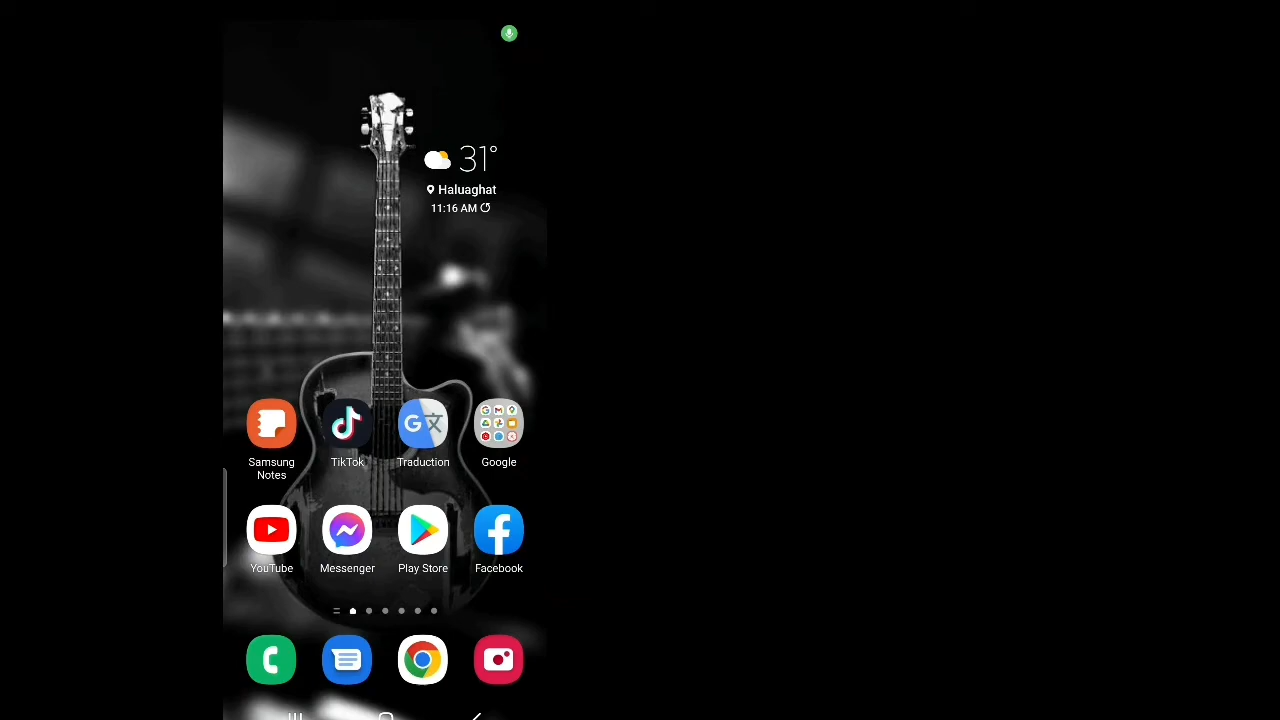 31°
Haluaghat
11:16 AM
Samsung
Notes
TikTok
Traduction
Google
YouTube
Messenger
Play Store
Facebook